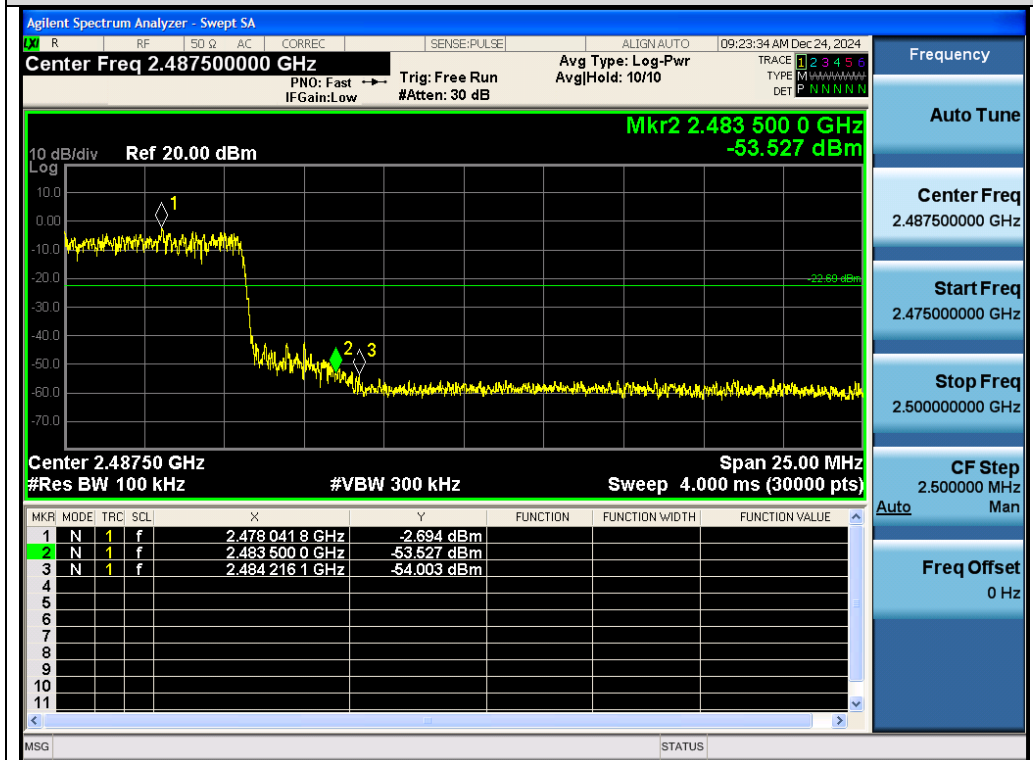 Agilent Spectrum Analyzer - Swept SA
LXI R RF 50 Ω AC CORREC SENSE:PULSE ALIGN AUTO 09:23:34 AM Dec 24, 2024
Center Freq 2.487500000 GHz
PNO: Fast
IFGain:Low
Trig: Free Run
#Atten: 30 dB
Avg Type: Log-Pwr
Avg|Hold: 10/10
TRACE 1 2 3 4 5 6
TYPE M
DET P N N N N N
Mkr2 2.483 500 0 GHz
-53.527 dBm
10 dB/div Ref 20.00 dBm
Log
10.0
0.00
-10.0
-20.0
-30.0
-40.0
-50.0
-60.0
-70.0
1
2
3
-22.69 dBm
Center 2.48750 GHz Span 25.00 MHz
#Res BW 100 kHz #VBW 300 kHz Sweep 4.000 ms (30000 pts)
MKR MODE TRC SCL X Y FUNCTION FUNCTION WIDTH FUNCTION VALUE
1 N 1 f 2.478 041 8 GHz -2.694 dBm
2 N 1 f 2.483 500 0 GHz -53.527 dBm
3 N 1 f 2.484 216 1 GHz -54.003 dBm
4
5
6
7
8
9
10
11
MSG STATUS
Frequency
Auto Tune
Center Freq
2.487500000 GHz
Start Freq
2.475000000 GHz
Stop Freq
2.500000000 GHz
CF Step
2.500000 MHz
Auto Man
Freq Offset
0 Hz